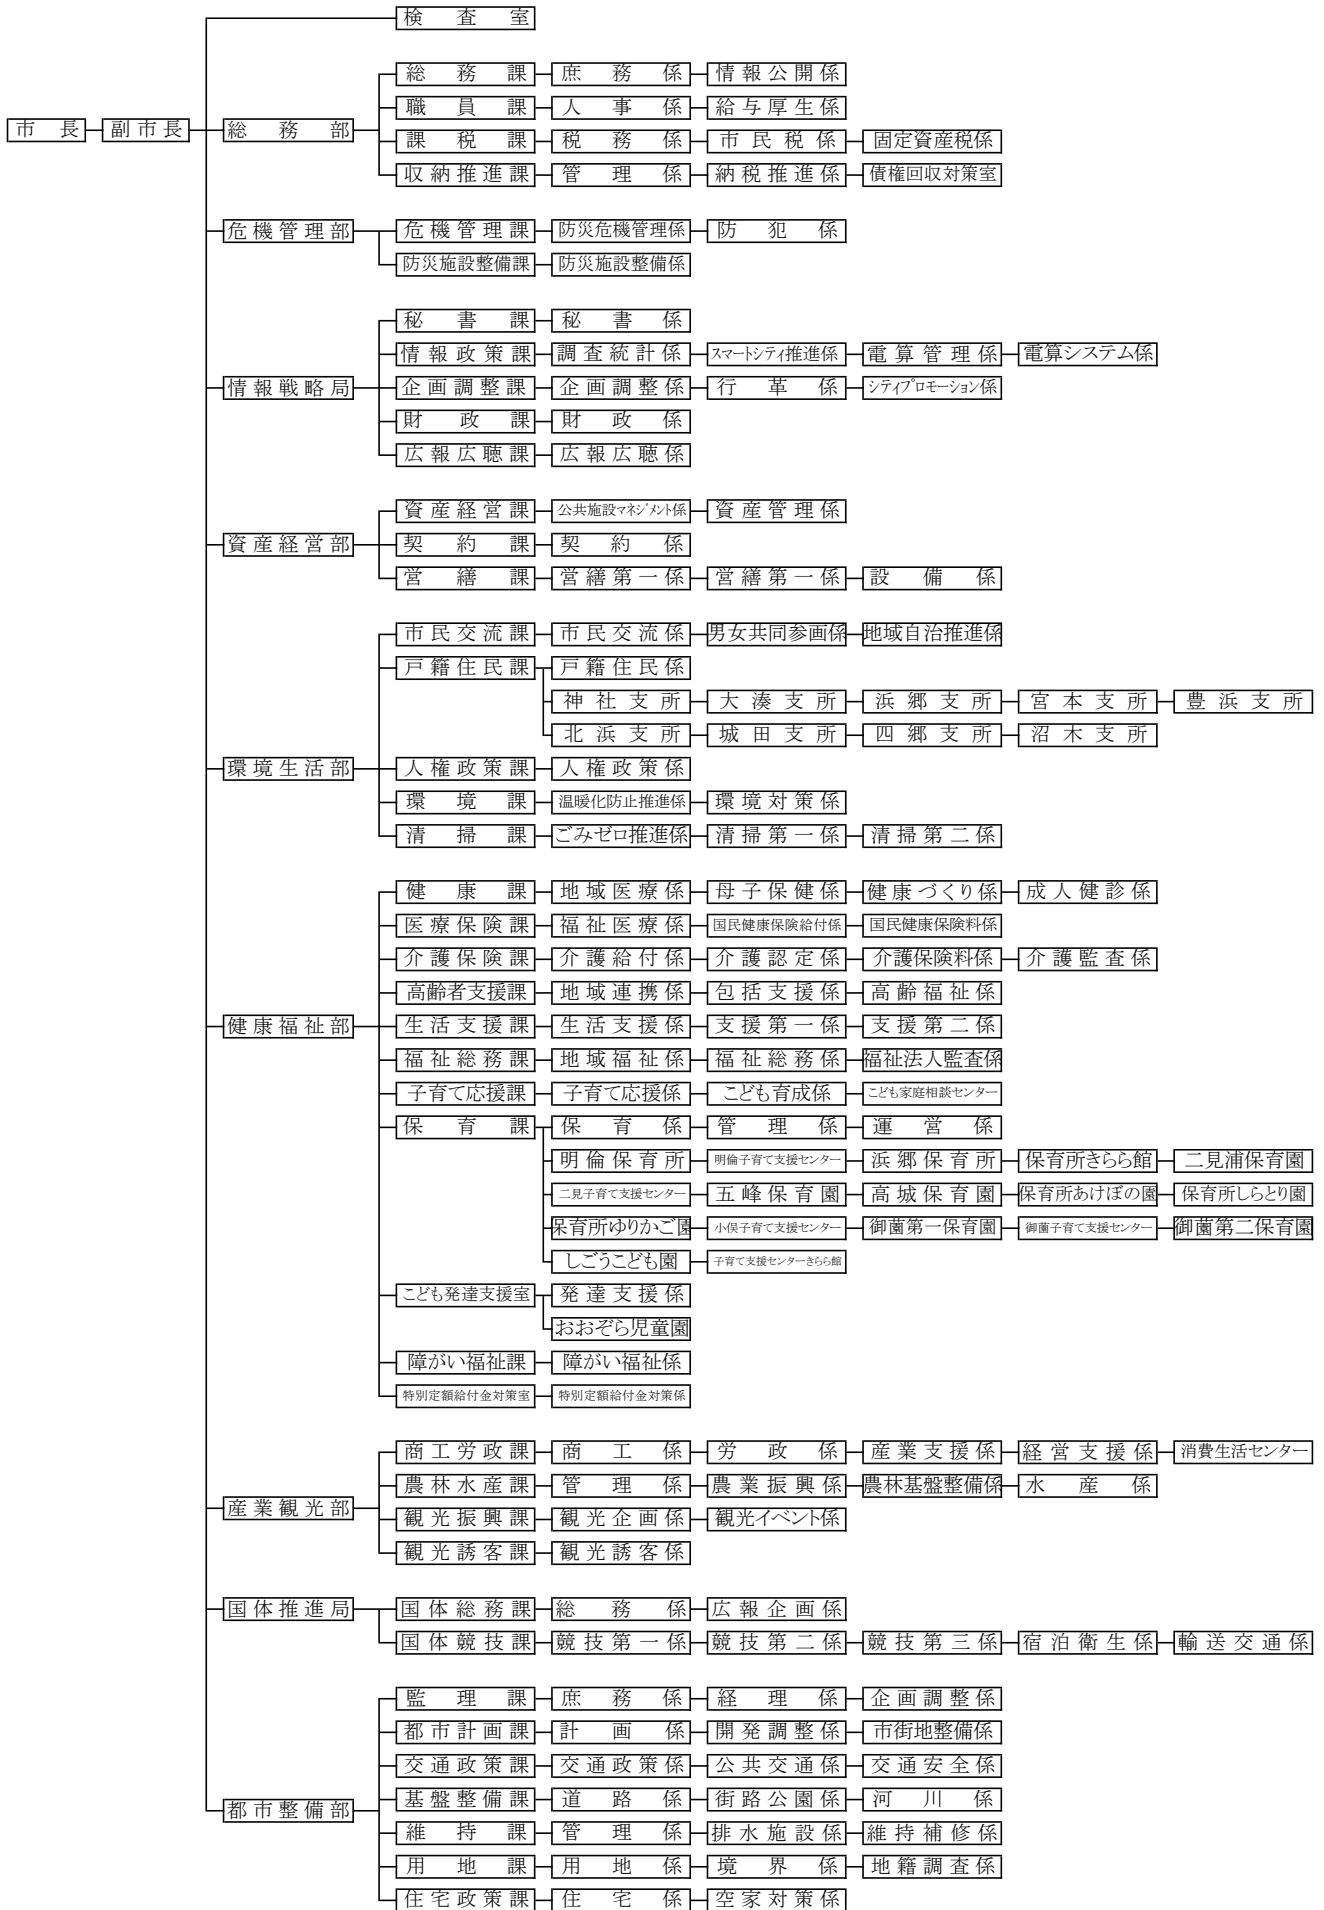 検査室
総務課 庶務係 情報公開係
職員課 人事係 給与厚生係
市長 副市長 総務部
課税課 税務係 市民税係 固定資産税係
収納推進課 管理係 納税推進係 債権回収対策室
危機管理部 危機管理課 防災危機管理係 防犯係
防災施設整備課 防災施設整備係
秘書課 秘書係
情報政策課 調査統計係 スマートシティ推進係 電算管理係 電算システム係
情報戦略局 企画調整課 企画調整係 行革係 シティプロモーション係
財政課 財政係
広報広聴課 広報広聴係
資産経営課 公共施設マネジメント係 資産管理係
資産経営部 契約課 契約係
営繕課 営繕第一係 営繕第一係 設備係
市民交流課 市民交流係 男女共同参画係 地域自治推進係
戸籍住民課 戸籍住民係
神社支所 大湊支所 浜郷支所 宮本支所 豊浜支所
北浜支所 城田支所 四郷支所 沼木支所
環境生活部 人権政策課 人権政策係
環境課 温暖化防止推進係 環境対策係
清掃課 ごみゼロ推進係 清掃第一係 清掃第二係
健康課 地域医療係 母子保健係 健康づくり係 成人健診係
医療保険課 福祉医療係 国民健康保険給付係 国民健康保険料係
介護保険課 介護給付係 介護認定係 介護保険料係 介護監査係
高齢者支援課 地域連携係 包括支援係 高齢福祉係
健康福祉部 生活支援課 生活支援係 支援第一係 支援第二係
福祉総務課 地域福祉係 福祉総務係 福祉法人監査係
子育て応援課 子育て応援係 こども育成係 こども家庭相談センター
保育課 保育係 管理係 運営係
明倫保育所 明倫子育て支援センター 浜郷保育所 保育所きらら館 二見浦保育園
二見子育て支援センター 五峰保育園 高城保育園 保育所あけぼの園 保育所しらとり園
保育所ゆりかご園 小俣子育て支援センター 御薗第一保育園 御薗子育て支援センター 御薗第二保育園
しごうこども園 子育て支援センターきらら館
こども発達支援室 発達支援係
おおぞら児童園
障がい福祉課 障がい福祉係
特別定額給付金対策室 特別定額給付金対策係
商工労政課 商工係 労政係 産業支援係 経営支援係 消費生活センター
農林水産課 管理係 農業振興係 農林基盤整備係 水産係
産業観光部
観光振興課 観光企画係 観光イベント係
観光誘客課 観光誘客係
国体推進局 国体総務課 総務係 広報企画係
国体競技課 競技第一係 競技第二係 競技第三係 宿泊衛生係 輸送交通係
監理課 庶務係 経理係 企画調整係
都市計画課 計画係 開発調整係 市街地整備係
交通政策課 交通政策係 公共交通係 交通安全係
基盤整備課 道路係 街路公園係 河川係
都市整備部
維持課 管理係 排水施設係 維持補修係
用地課 用地係 境界係 地籍調査係
住宅政策課 住宅係 空家対策係